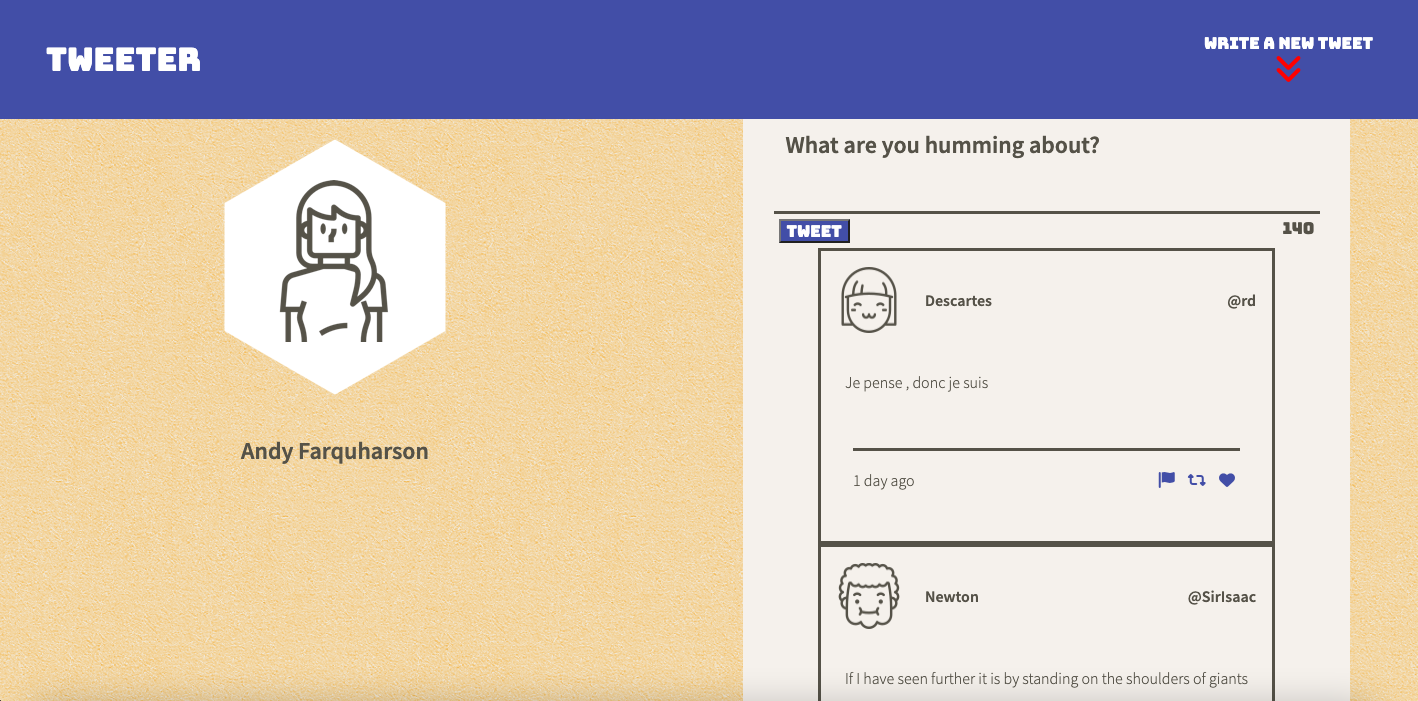 TWEETER
WRITE A NEW TWEET
What are you humming about?
TWEET
140
Descartes
@rd
Je pense , donc je suis
1 day ago
Andy Farquharson
Newton
@SirIsaac
If I have seen further it is by standing on the shoulders of giants